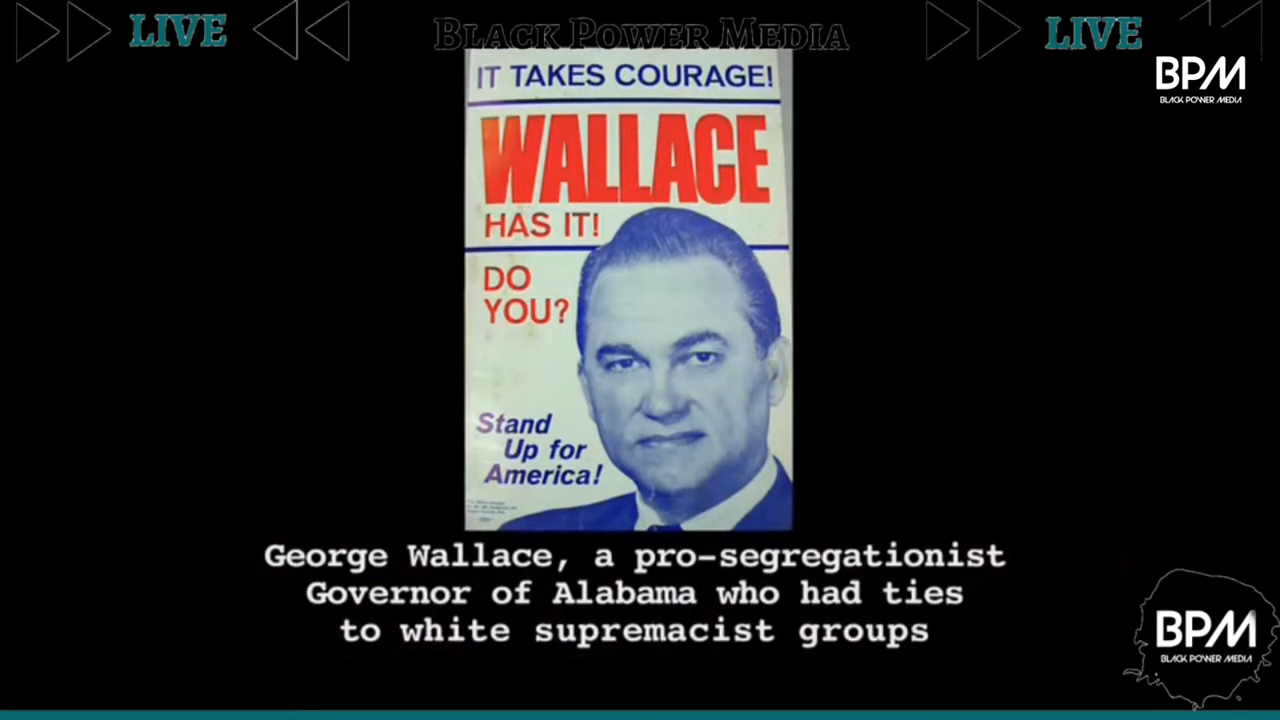 LIVE
BLACK POWER MEDIA
LIVE
BPM
BLACK POWER MEDIA
IT TAKES COURAGE!
WALLACE
HAS IT!
DO
YOU?
Stand
Up for
America!
George Wallace, a pro-segregationist
Governor of Alabama who had ties
to white supremacist groups
BPM
BLACK POWER MEDIA